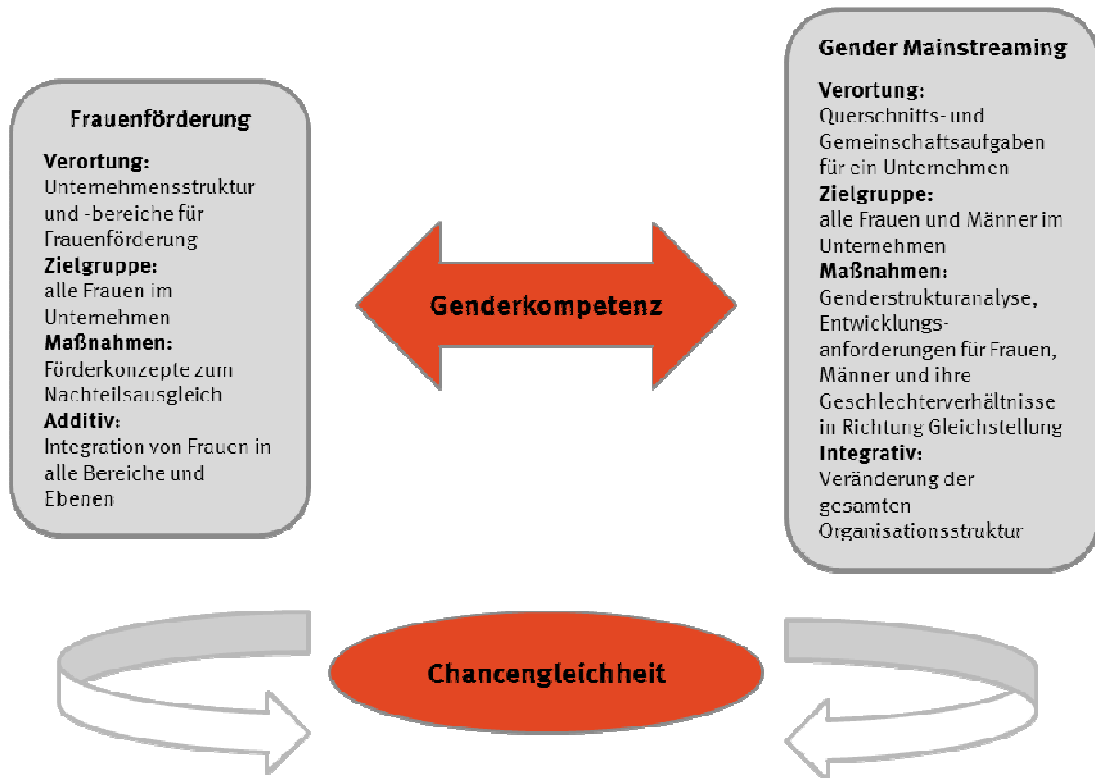 Frauenförderung
Verortung:
Unternehmensstruktur
und -bereiche für
Frauenförderung
Zielgruppe:
alle Frauen im
Unternehmen
Maßnahmen:
Förderkonzepte zum
Nachteilsausgleich
Additiv:
Integration von Frauen in
alle Bereiche und
Ebenen
Genderkompetenz
Gender Mainstreaming
Verortung:
Querschnitts- und
Gemeinschaftsaufgaben
für ein Unternehmen
Zielgruppe:
alle Frauen und Männer im
Unternehmen
Maßnahmen:
Genderstrukturanalyse,
Entwicklungs-
anforderungen für Frauen,
Männer und ihre
Geschlechterverhältnisse
in Richtung Gleichstellung
Integrativ:
Veränderung der
gesamten
Organisationsstruktur
Chancengleichheit